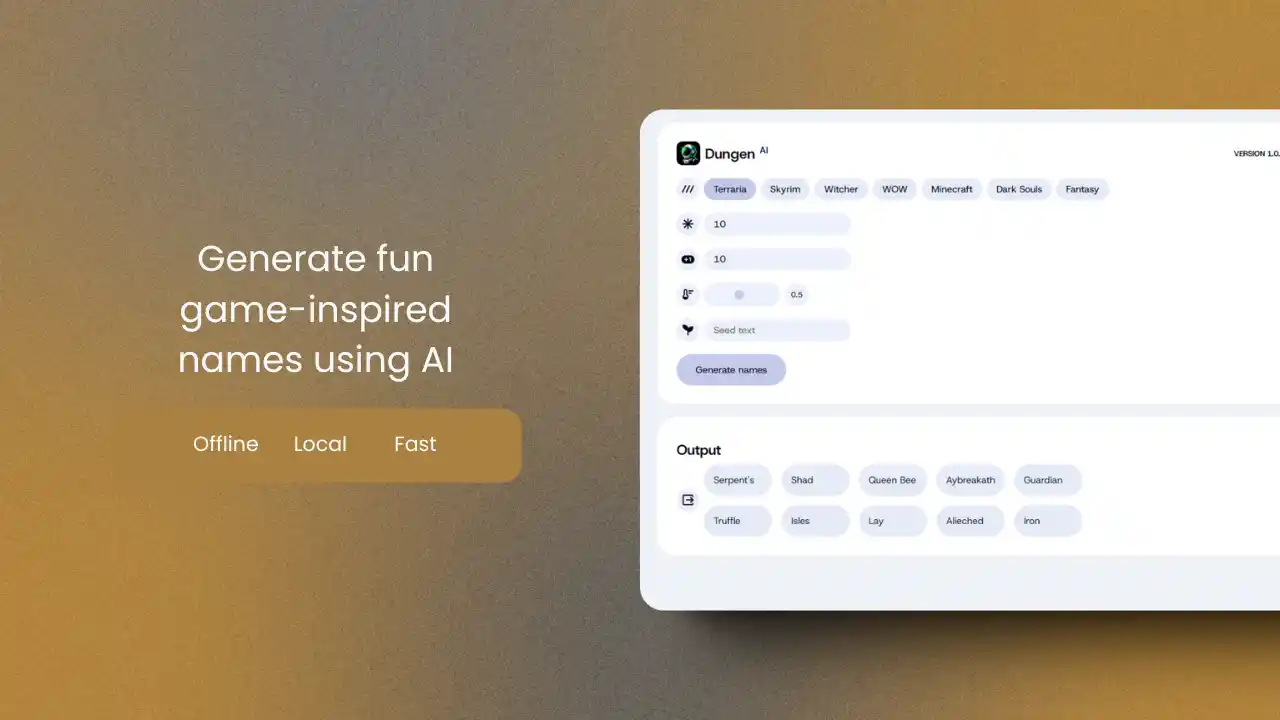 Generate fun
game-inspired
names using AI
Offline Local Fast
Dungen AI
VERSION 1.0.
Terraria Skyrim Witcher WOW Minecraft Dark Souls Fantasy
10
+1 10
0.5
Seed text
Generate names
Output
Serpent's Shad Queen Bee Aybreakath Guardian
Truffle Isles Lay Alieched Iron